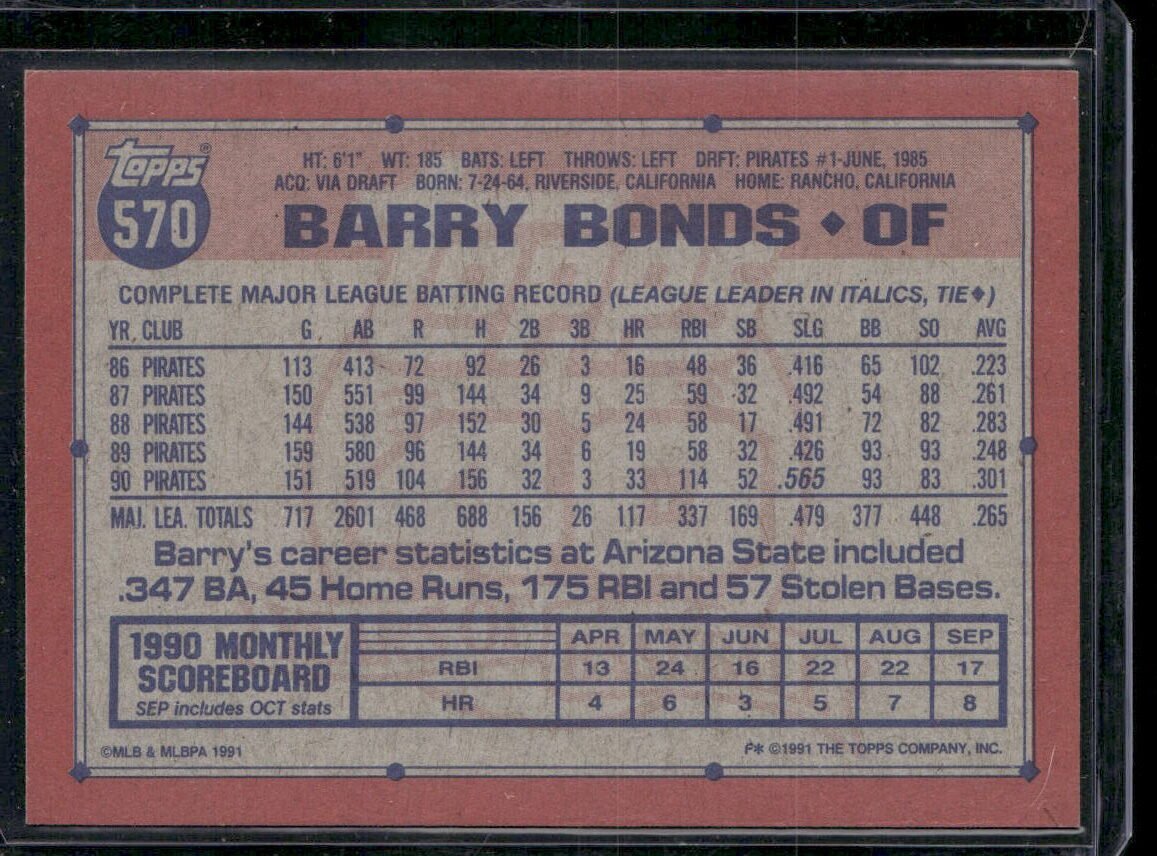 topps®
570
HT: 6'1" WT: 185 BATS: LEFT THROWS: LEFT DRFT: PIRATES #1-JUNE, 1985
ACQ: VIA DRAFT BORN: 7-24-64, RIVERSIDE, CALIFORNIA HOME: RANCHO, CALIFORNIA
BARRY BONDS ♦ OF
COMPLETE MAJOR LEAGUE BATTING RECORD (LEAGUE LEADER IN ITALICS, TIE♦)
YR CLUB G AB R H 2B 3B HR RBI SB SLG BB SO AVG
86 PIRATES 113 413 72 92 26 3 16 48 36 .416 65 102 .223
87 PIRATES 150 551 99 144 34 9 25 59 32 .492 54 88 .261
88 PIRATES 144 538 97 152 30 5 24 58 17 .491 72 82 .283
89 PIRATES 159 580 96 144 34 6 19 58 32 .426 93 93 .248
90 PIRATES 151 519 104 156 32 3 33 114 52 .565 93 83 .301
MAJ. LEA. TOTALS 717 2601 468 688 156 26 117 337 169 .479 377 448 .265
Barry's career statistics at Arizona State included
.347 BA, 45 Home Runs, 175 RBI and 57 Stolen Bases.
1990 MONTHLY
SCOREBOARD
SEP includes OCT stats
APR MAY JUN JUL AUG SEP
RBI 13 24 16 22 22 17
HR 4 6 3 5 7 8
©MLB & MLBPA 1991
F* ©1991 THE TOPPS COMPANY, INC.